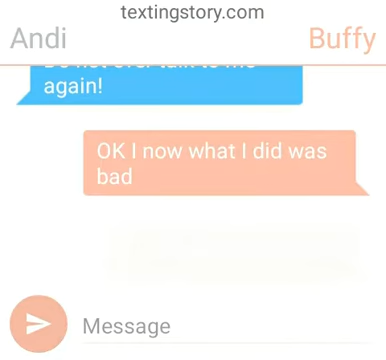 textingstory.com
Andi Buffy
again!
OK I now what I did was
bad
Message